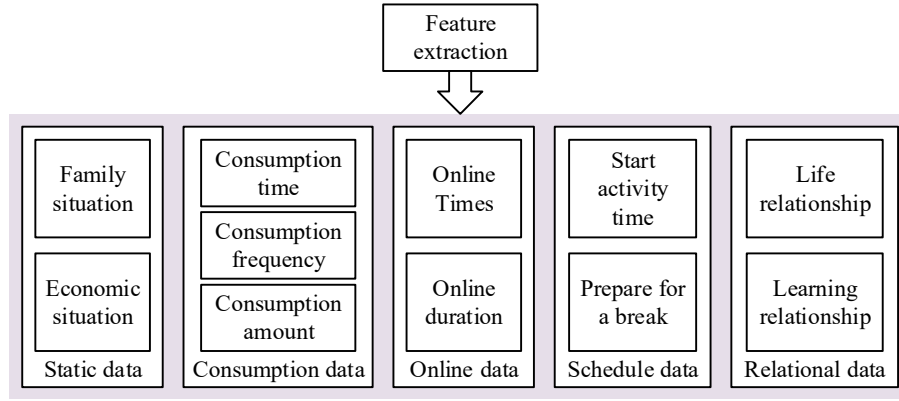 Feature
extraction
Family
situation
Economic
situation
Static data
Consumption
time
Consumption
frequency
Consumption
amount
Consumption data
Online
Times
Online
duration
Online data
Start
activity
time
Prepare for
a break
Schedule data
Life
relationship
Learning
relationship
Relational data